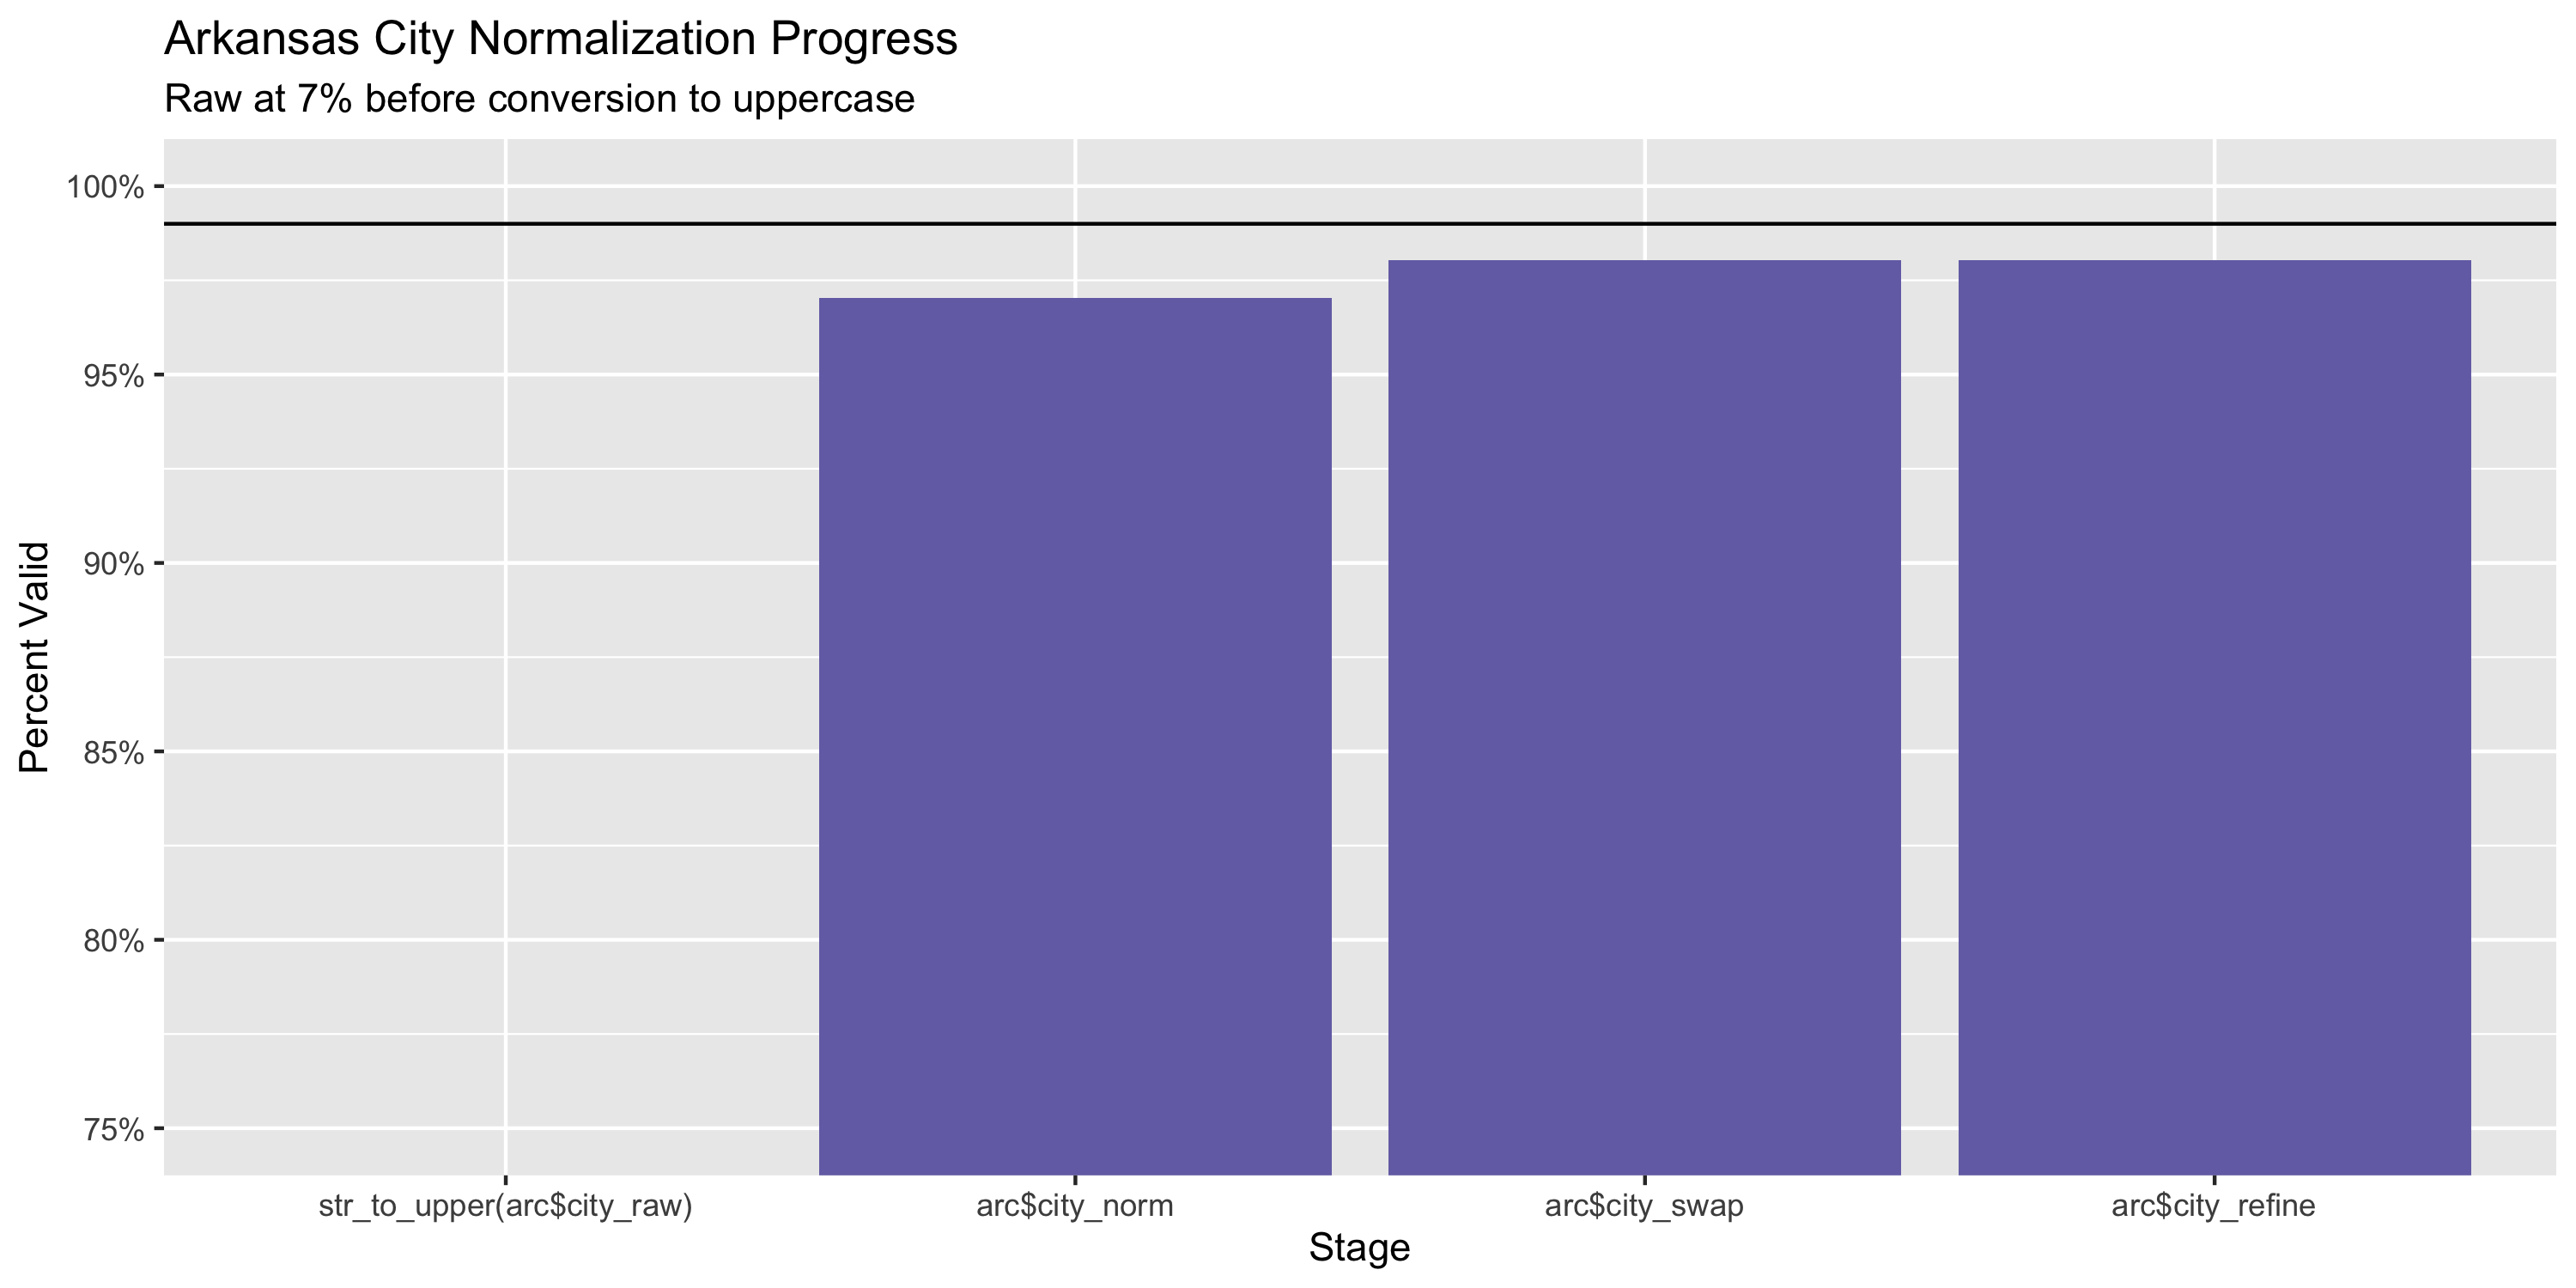 Arkansas City Normalization Progress
Raw at 7% before conversion to uppercase
Percent Valid
100%
95%
90%
85%
80%
75%
str_to_upper(arc$city_raw)
arc$city_norm
arc$city_swap
arc$city_refine
Stage